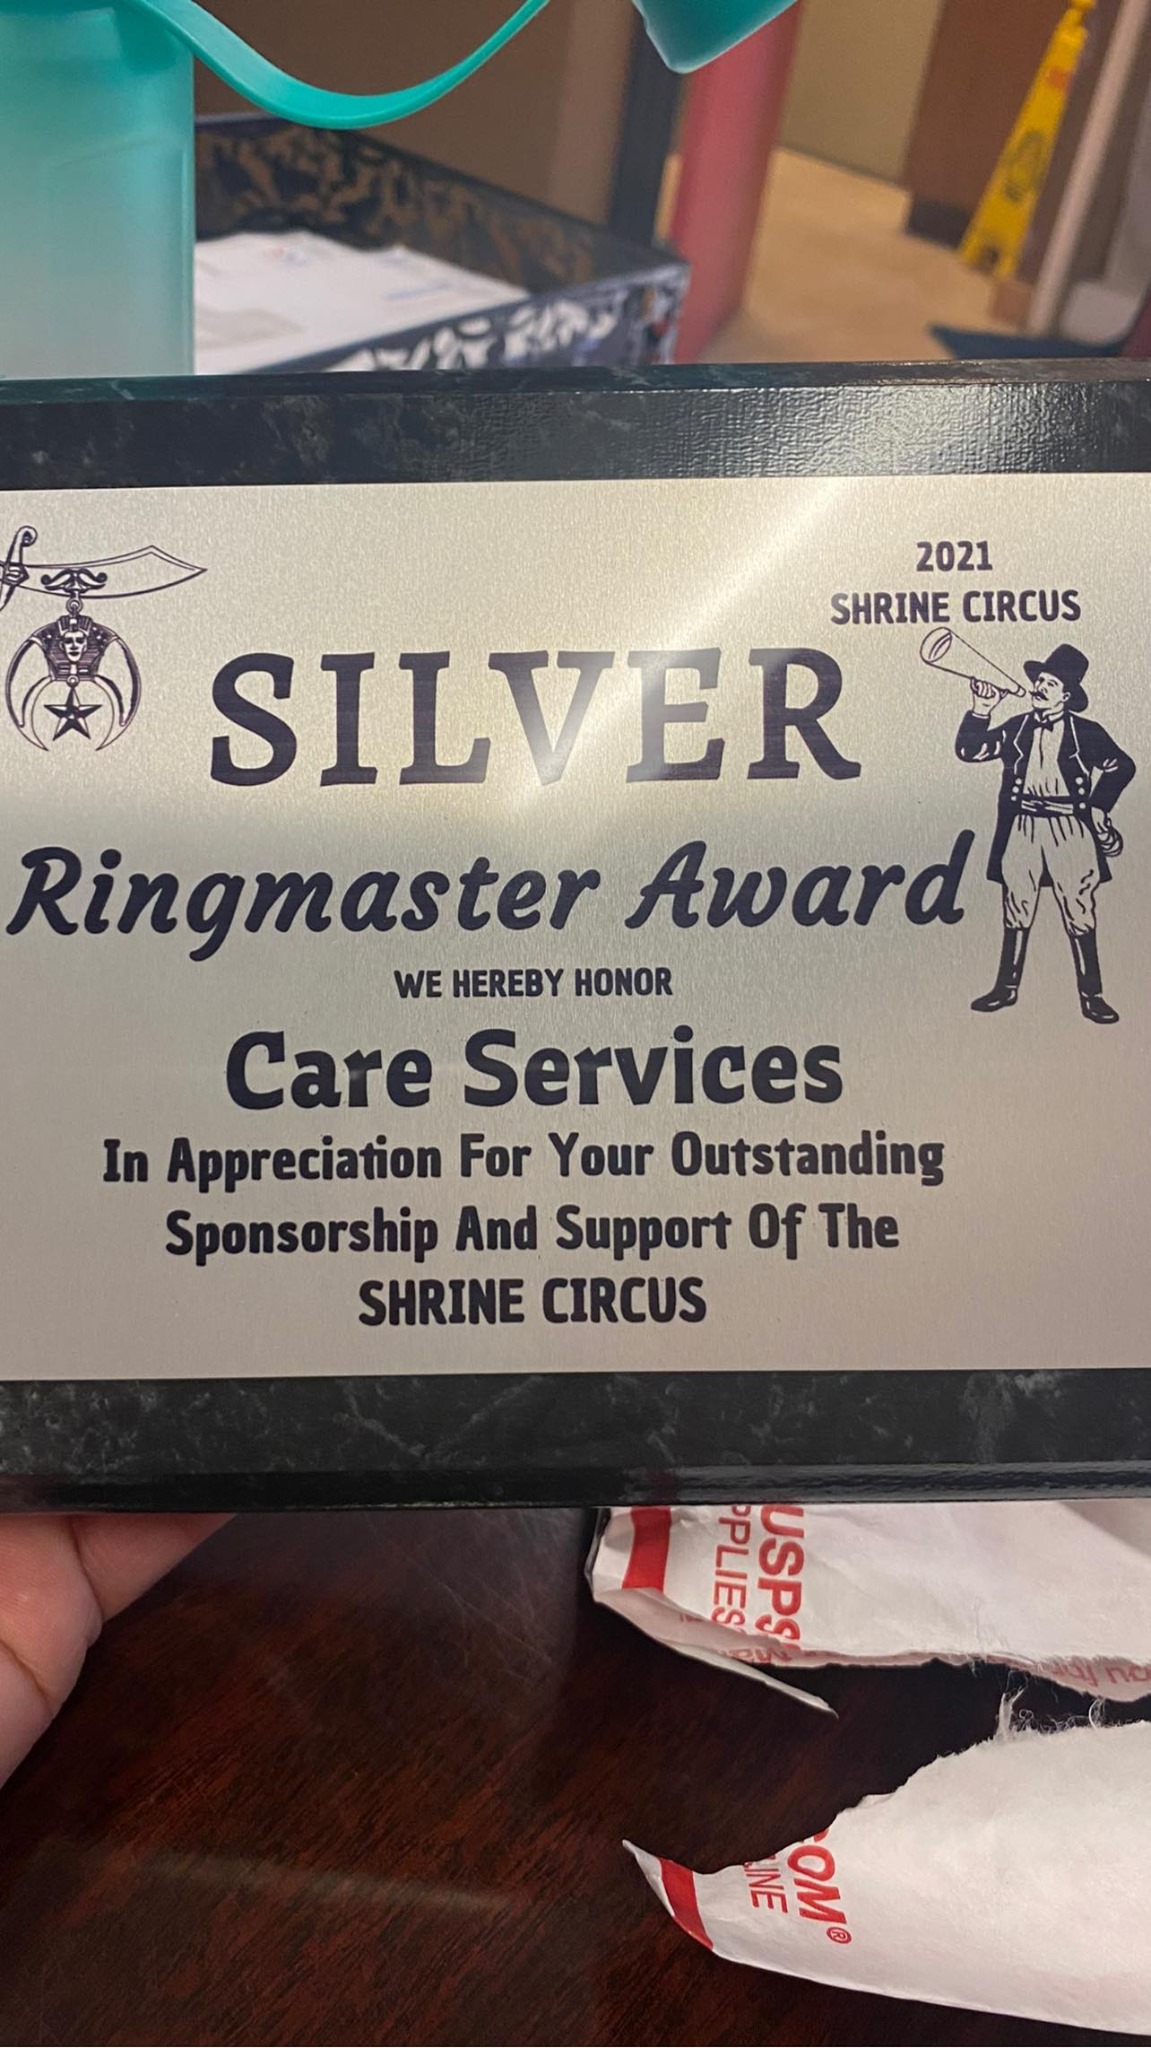 2021
SHRINE CIRCUS
SILVER
Ringmaster Award
WE HEREBY HONOR
Care Services
In Appreciation For Your Outstanding
Sponsorship And Support Of The
SHRINE CIRCUS
USPS